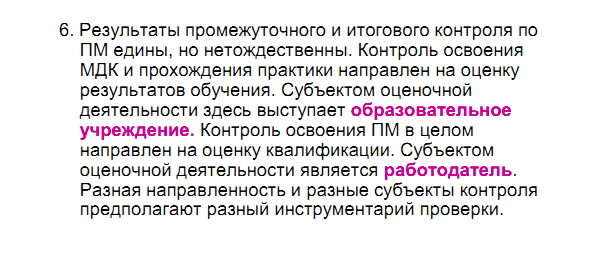 6. Результаты промежуточного и итогового контроля по
ПМ едины, но нетождественны. Контроль освоения
МДК и прохождения практики направлен на оценку
результатов обучения. Субъектом оценочной
деятельности здесь выступает образовательное
учреждение. Контроль освоения ПМ в целом
направлен на оценку квалификации. Субъектом
оценочной деятельности является работодатель.
Разная направленность и разные субъекты контроля
предполагают разный инструментарий проверки.